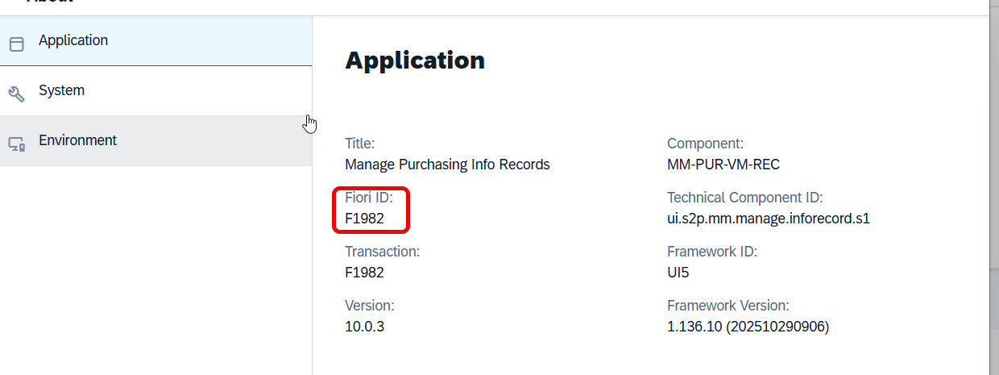 About
Application
System
Environment
Application
Title:
Manage Purchasing Info Records
Component:
MM-PUR-VM-REC
Fiori ID:
F1982
Technical Component ID:
ui.s2p.mm.manage.inforecord.s1
Transaction:
F1982
Framework ID:
UI5
Version:
10.0.3
Framework Version:
1.136.10 (202510290906)